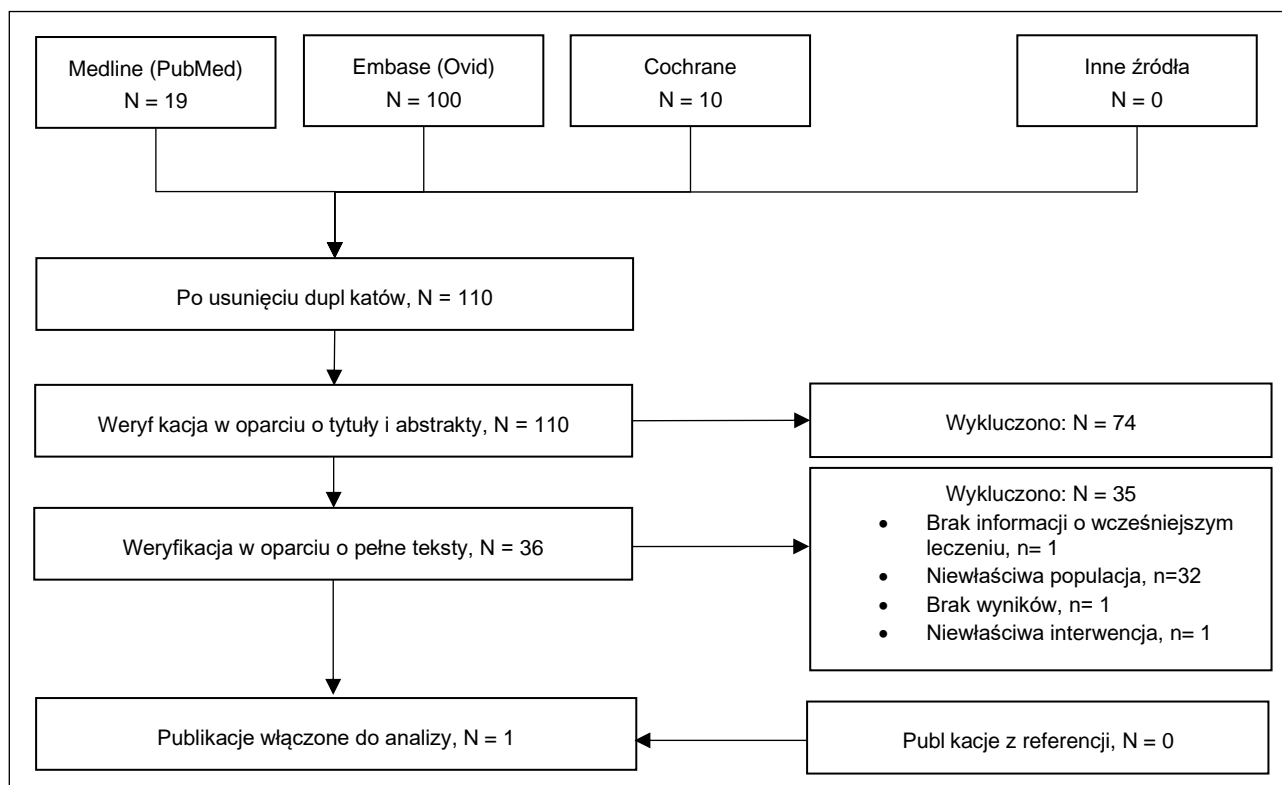 Medline (PubMed)
N = 19
Embase (Ovid)
N = 100
Cochrane
N = 10
Inne źródła
N = 0
Po usunięciu dupl katów, N = 110
Weryf kacja w oparciu o tytuły i abstrakty, N = 110
Wykluczono: N = 74
Weryfikacja w oparciu o pełne teksty, N = 36
Wykluczono: N = 35
• Brak informacji o wcześniejszym
leczeniu, n= 1
• Niewłaściwa populacja, n=32
• Brak wyników, n= 1
• Niewłaściwa interwencja, n= 1
Publikacje włączone do analizy, N = 1
Publ kacje z referencji, N = 0